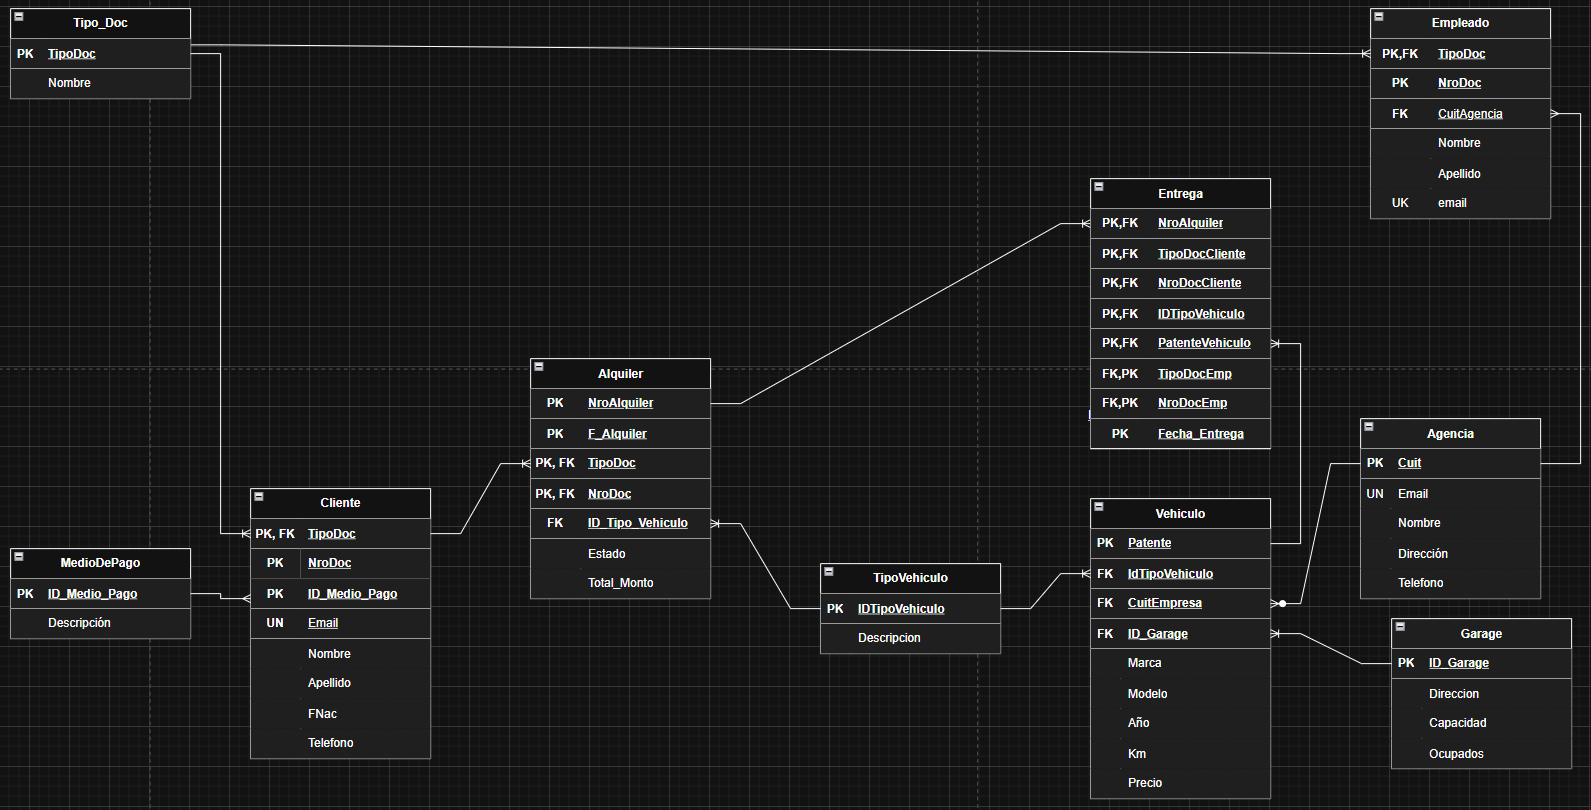 Tipo_Doc
PK TipoDoc
Nombre
Empleado
PK,FK TipoDoc
PK NroDoc
FK CuitAgencia
Nombre
Apellido
UK email
Entrega
PK,FK NroAlquiler
PK,FK TipoDocCliente
PK,FK NroDocCliente
PK,FK IDTipoVehiculo
PK,FK PatenteVehiculo
FK,PK TipoDocEmp
FK,PK NroDocEmp
PK Fecha_Entrega
Alquiler
PK NroAlquiler
PK F_Alquiler
PK, FK TipoDoc
PK, FK NroDoc
FK ID_Tipo_Vehiculo
Estado
Total_Monto
Agencia
PK Cuit
UN Email
Nombre
Dirección
Telefono
Cliente
PK, FK TipoDoc
PK NroDoc
PK ID_Medio_Pago
UN Email
Nombre
Apellido
FNac
Telefono
MedioDePago
PK ID_Medio_Pago
Descripción
TipoVehiculo
PK IDTipoVehiculo
Descripcion
Vehiculo
PK Patente
FK IdTipoVehiculo
FK CuitEmpresa
FK ID_Garage
Marca
Modelo
Año
Km
Precio
Garage
PK ID_Garage
Direccion
Capacidad
Ocupados